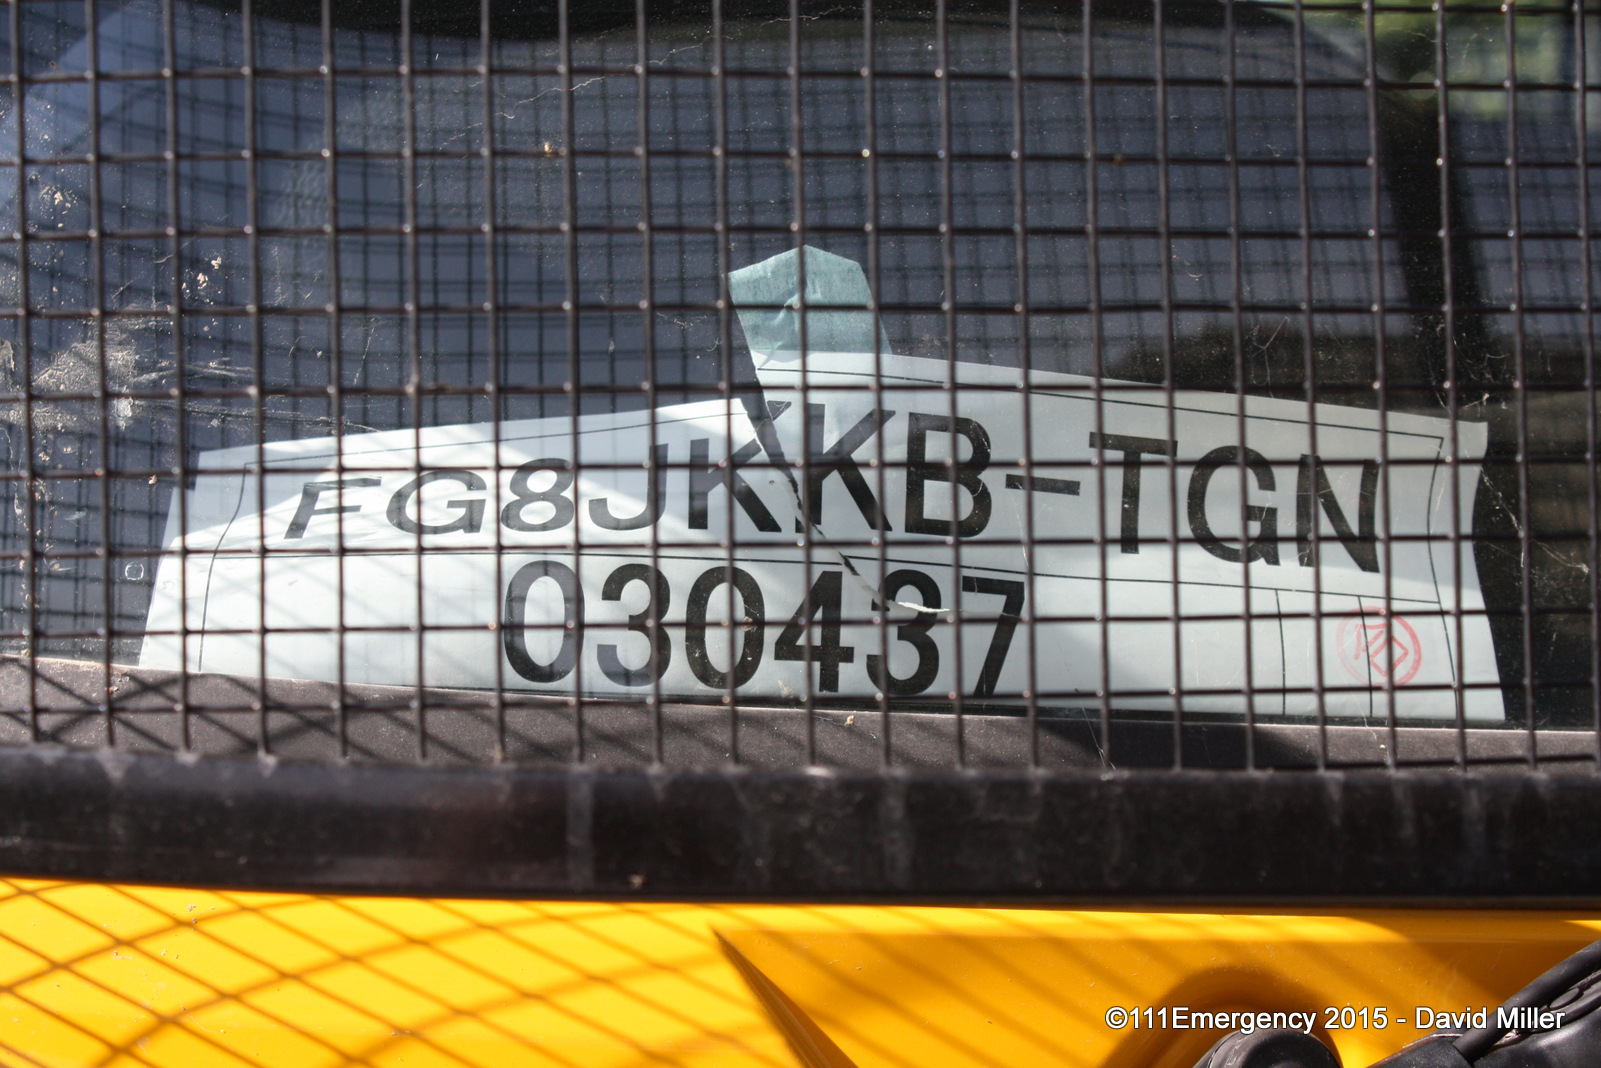 FG8JKKB-TGN
030437
©111Emergency 2015 - David Miller